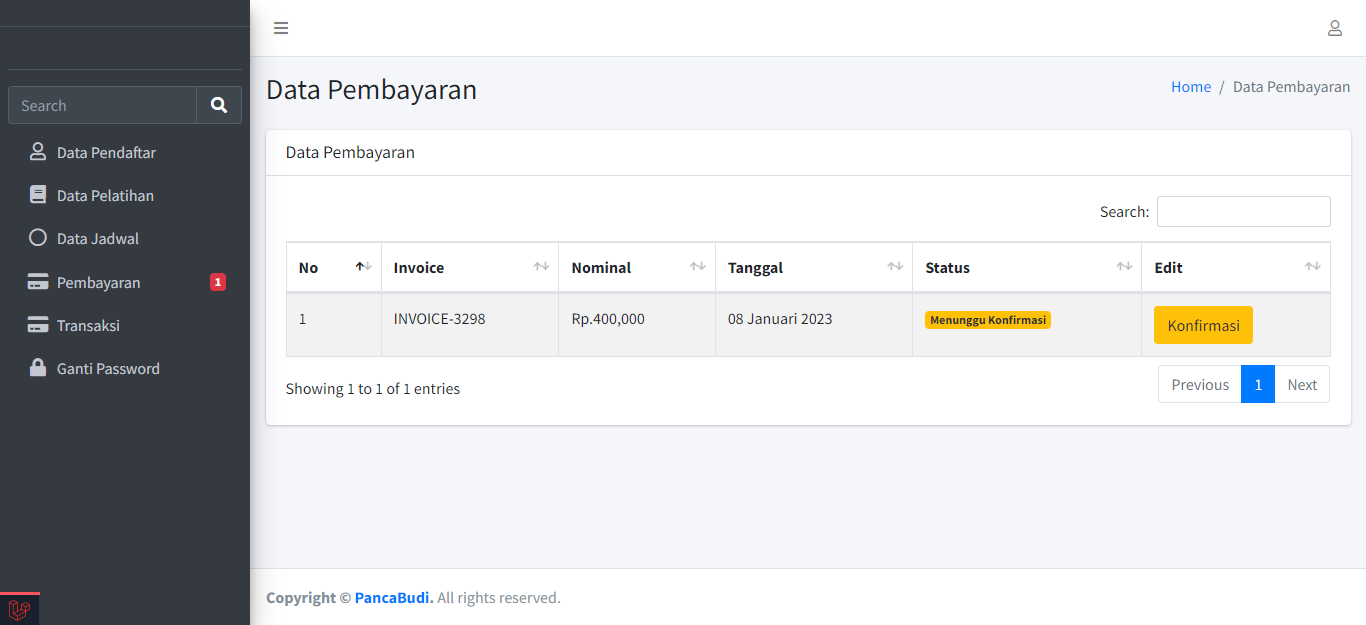 Search
Data Pendaftar
Data Pelatihan
Data Jadwal
Pembayaran 1
Transaksi
Ganti Password
Data Pembayaran
Home / Data Pembayaran
Data Pembayaran
Search:
No Invoice Nominal Tanggal Status Edit
1 INVOICE-3298 Rp.400,000 08 Januari 2023 Menunggu Konfirmasi Konfirmasi
Showing 1 to 1 of 1 entries
Previous 1 Next
Copyright © PancaBudi. All rights reserved.